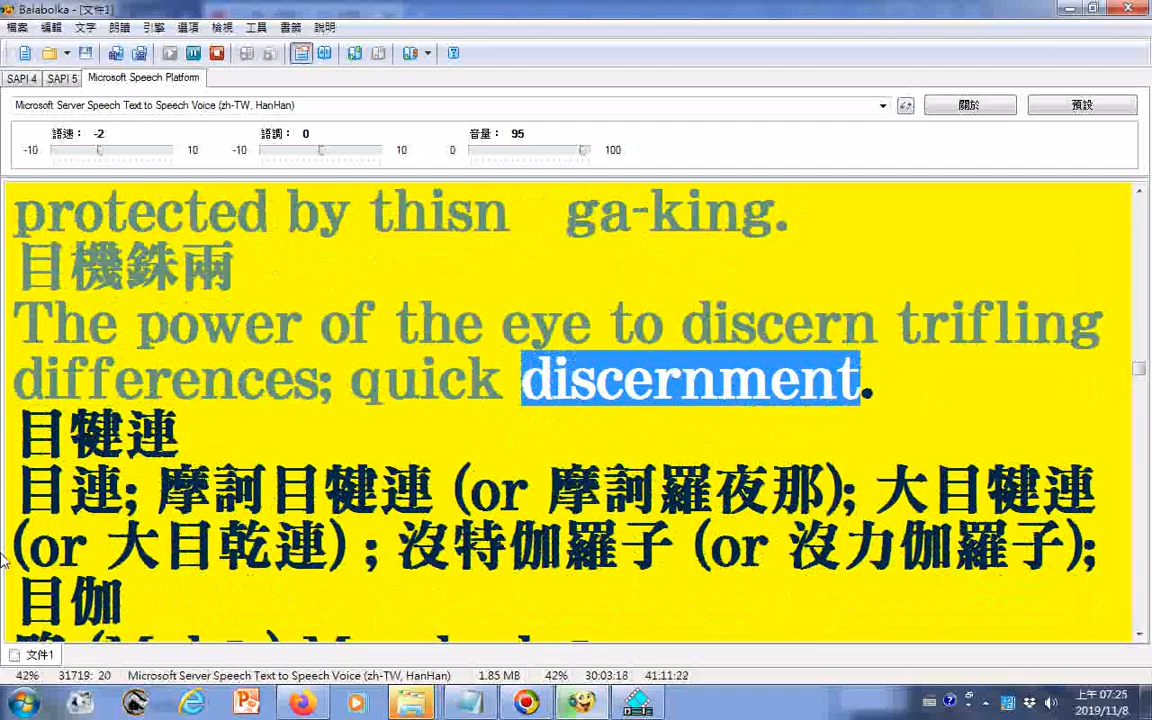 Balabolka - [文件1]
檔案 編輯 文字 朗讀 引擎 選項 檢視 工具 書籤 說明
SAPI 4 SAPI 5 Microsoft Speech Platform
Microsoft Server Speech Text to Speech Voice (zh-TW, HanHan) 關於 預設
語速： -2 語調： 0 音量： 95
-10 10 -10 10 0 100
protected by thisn ga-king.
目機銖兩
The power of the eye to discern trifling
differences; quick discernment.
目犍連
目連; 摩訶目犍連 (or 摩訶羅夜那); 大目犍連
(or 大目乾連) ; 沒特伽羅子 (or 沒力伽羅子);
目伽
文件1
42% 31719: 20 Microsoft Server Speech Text to Speech Voice (zh-TW, HanHan) 1.85 MB 42% 30:03:18 41:11:22
上午 07:25
2019/11/8